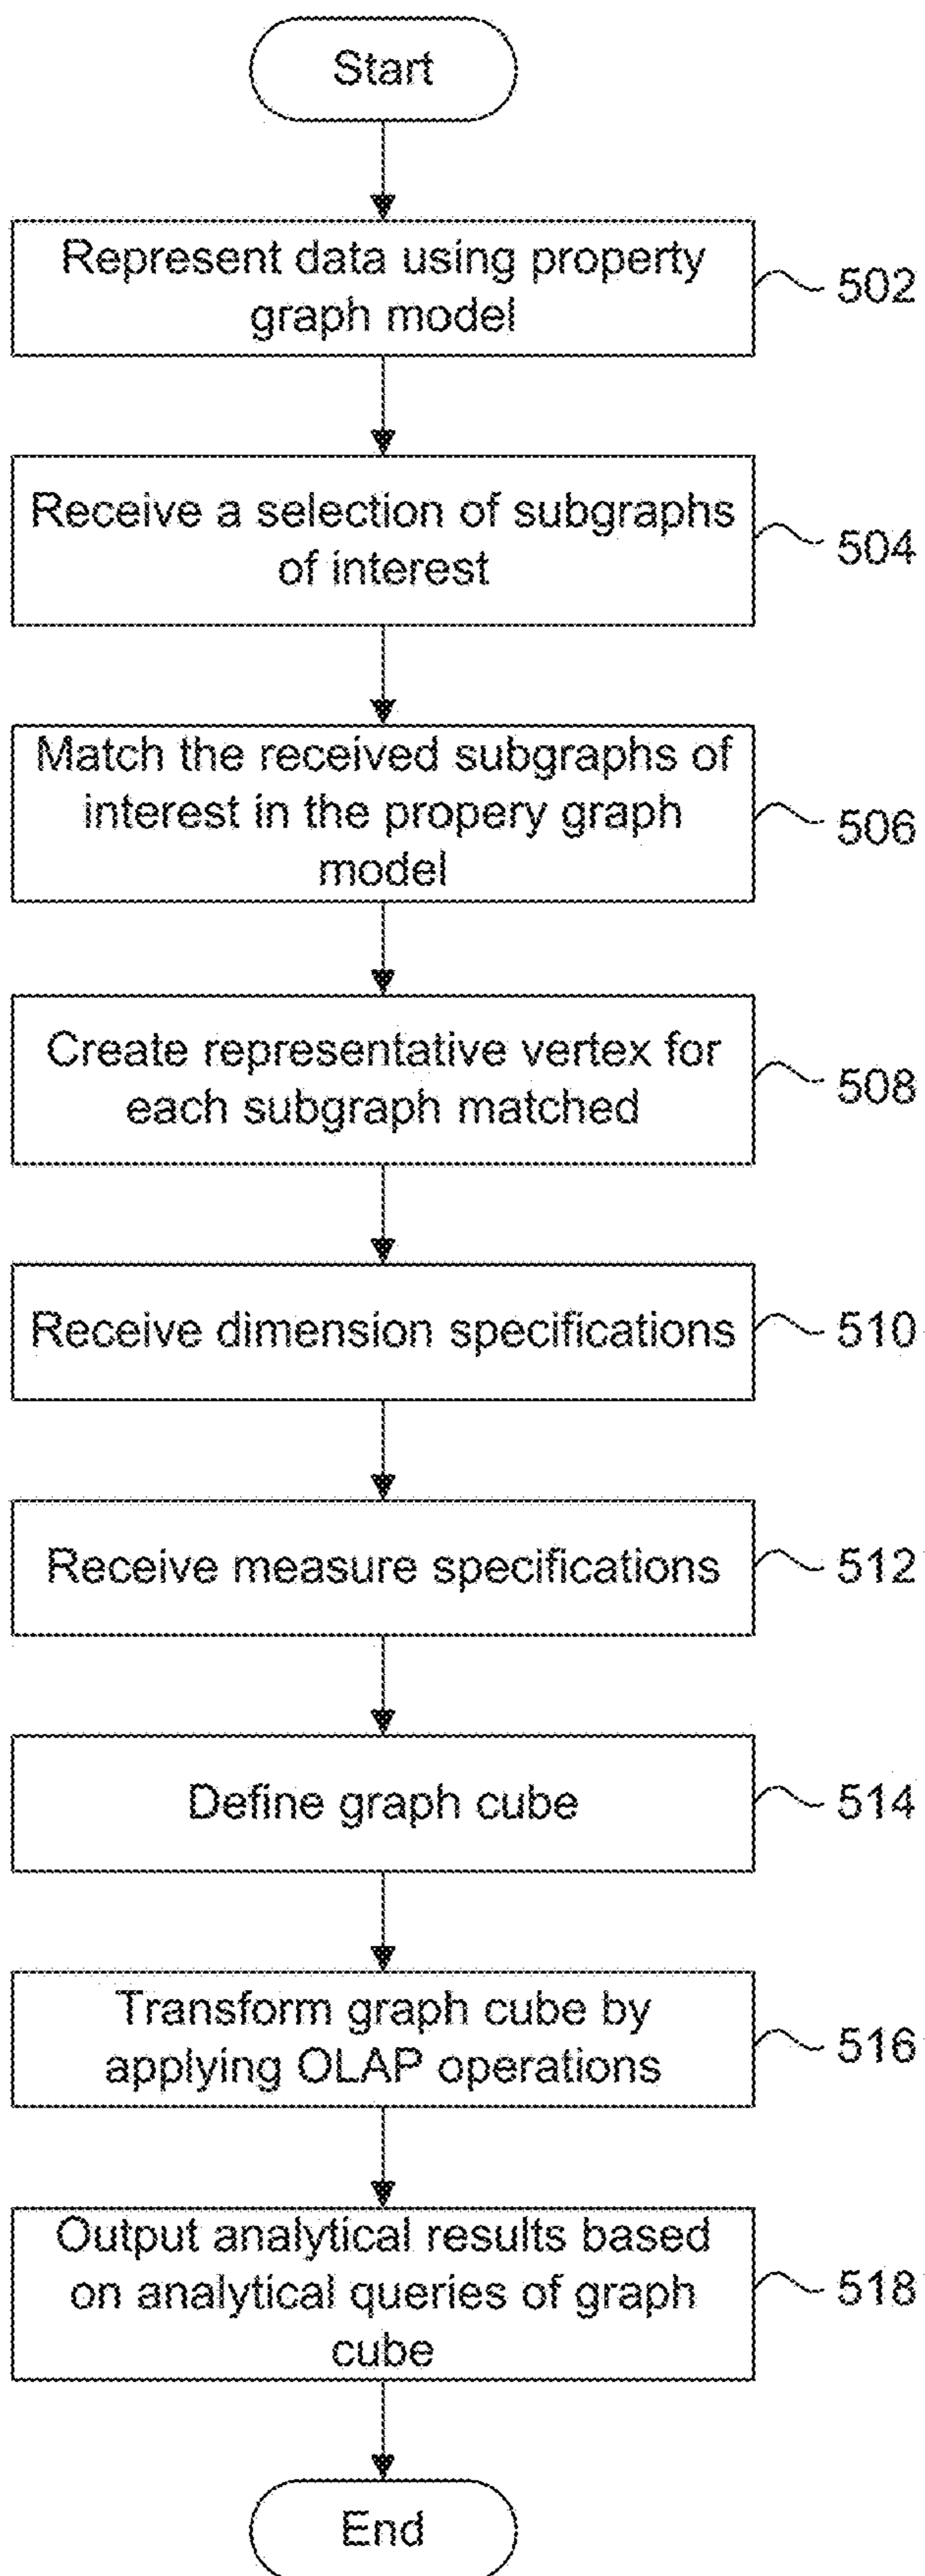 Start
Represent data using property
graph model
502
Receive a selection of subgraphs
of interest
504
Match the received subgraphs of
interest in the propery graph
model
506
Create representative vertex for
each subgraph matched
508
Receive dimension specifications
510
Receive measure specifications
512
Define graph cube
514
Transform graph cube by
applying OLAP operations
516
Output analytical results based
on analytical queries of graph
cube
518
End